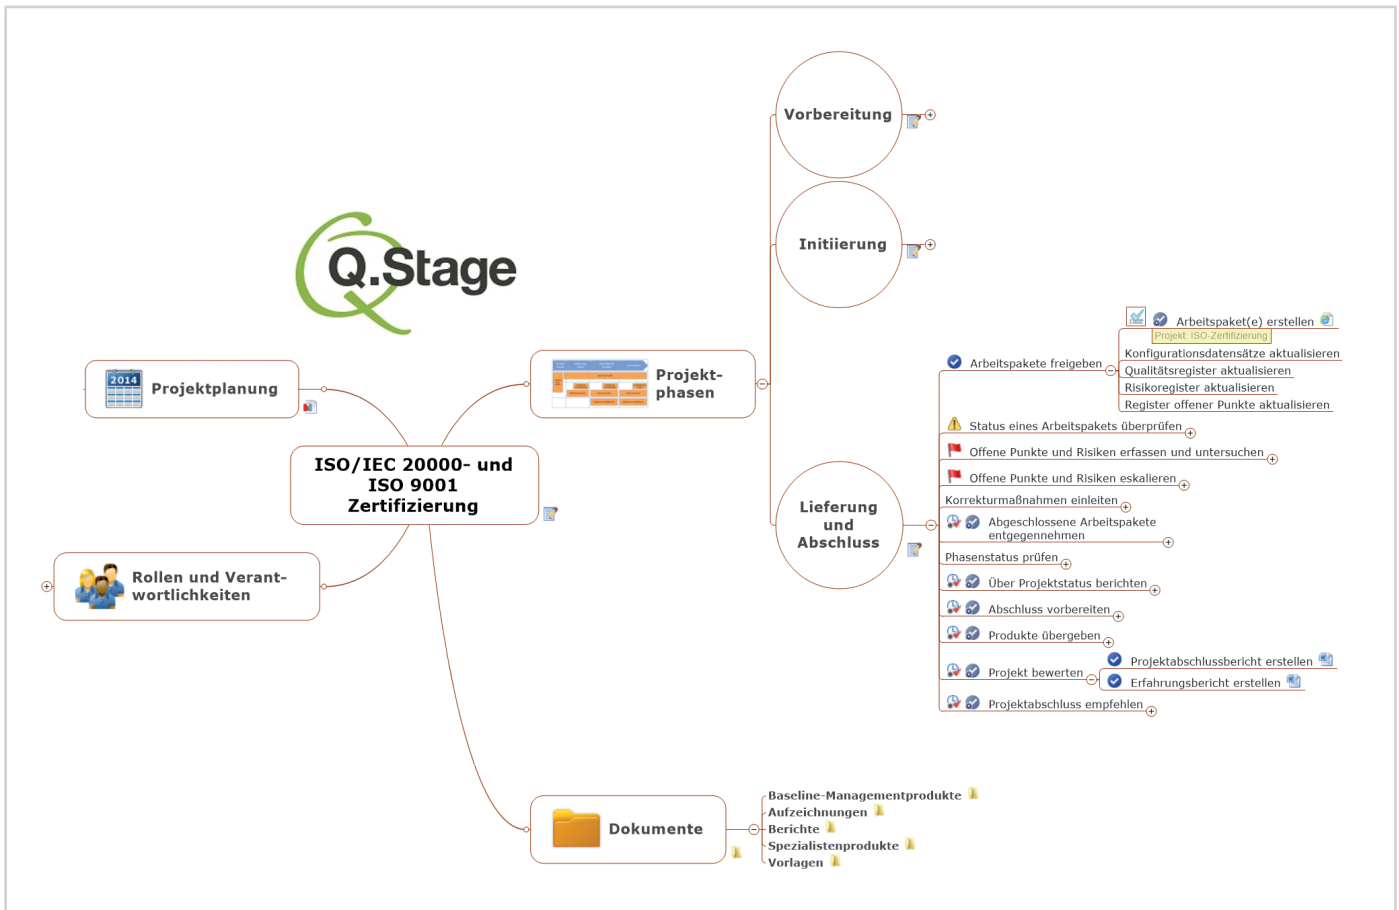 Vorbereitung
Initiierung
Q.Stage
Arbeitspaket(e) erstellen
Projekt: ISO-Zertifizierung
Konfigurationsdatensätze aktualisieren
Qualitätsregister aktualisieren
Risikoregister aktualisieren
Register offener Punkte aktualisieren
Arbeitspakete freigeben
2014
Projektplanung
Projekt-
phasen
Status eines Arbeitspakets überprüfen
Offene Punkte und Risiken erfassen und untersuchen
Offene Punkte und Risiken eskalieren
Korrekturmaßnahmen einleiten
Abgeschlossene Arbeitspakete
entgegennehmen
Phasenstatus prüfen
Über Projektstatus berichten
Abschluss vorbereiten
Produkte übergeben
Projekt bewerten
Projektabschlussbericht erstellen
Erfahrungsbericht erstellen
Projektabschluss empfehlen
ISO/IEC 20000- und
ISO 9001
Zertifizierung
Lieferung
und
Abschluss
Rollen und Verant-
wortlichkeiten
Dokumente
Baseline-Managementprodukte
Aufzeichnungen
Berichte
Spezialistenprodukte
Vorlagen